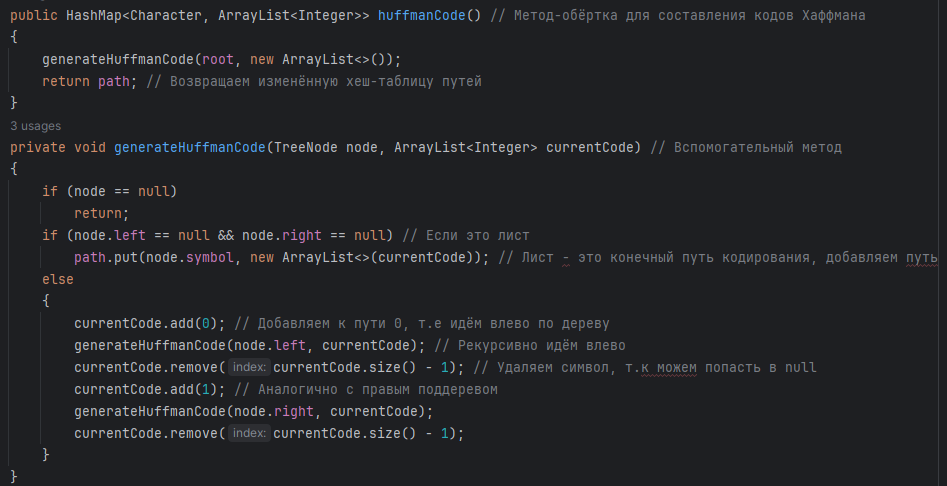 public HashMap<Character, ArrayList<Integer>> huffmanCode() // Метод-обёртка для составления кодов Хаффмана
{
generateHuffmanCode(root, new ArrayList<>());
return path; // Возвращаем изменённую хеш-таблицу путей
}
3 usages
private void generateHuffmanCode(TreeNode node, ArrayList<Integer> currentCode) // Вспомогательный метод
{
if (node == null)
return;
if (node.left == null && node.right == null) // Если это лист
path.put(node.symbol, new ArrayList<>(currentCode)); // Лист - это конечный путь кодирования, добавляем путь
else
{
currentCode.add(0); // Добавляем к пути 0, т.е идём влево по дереву
generateHuffmanCode(node.left, currentCode); // Рекурсивно идём влево
currentCode.remove( index: currentCode.size() - 1); // Удаляем символ, т.к можем попасть в null
currentCode.add(1); // Аналогично с правым поддеревом
generateHuffmanCode(node.right, currentCode);
currentCode.remove( index: currentCode.size() - 1);
}
}